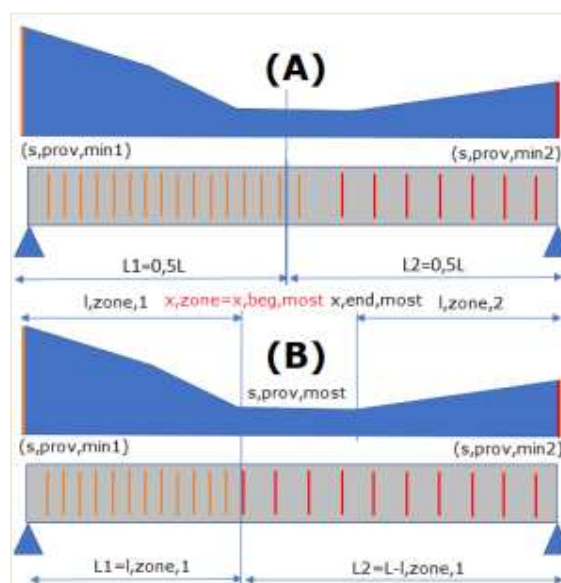 (A)
(s,prov,min1) (s,prov,min2)
L1=0,5L L2=0,5L
l,zone,1 x,zone=x,beg,most x,end,most l,zone,2
(B)
s,prov,most
(s,prov,min1) (s,prov,min2)
L1=l,zone,1 L2=L-l,zone,1